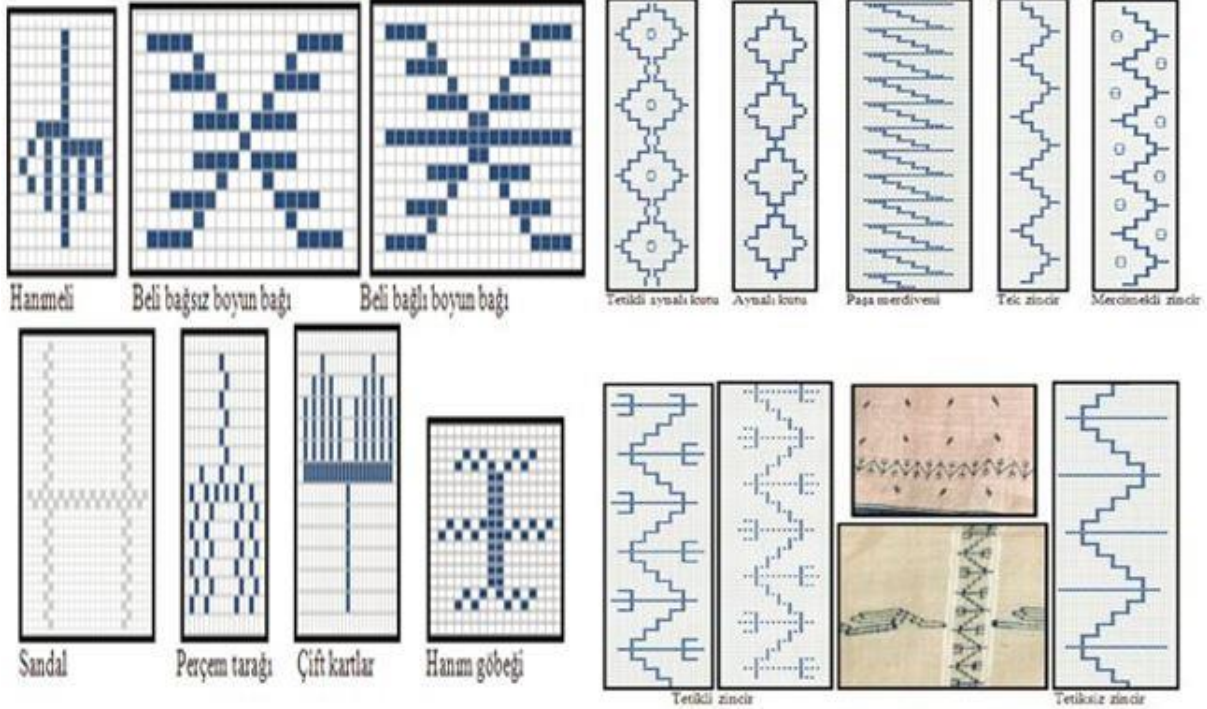 Hanımeli
Beli bağsız boyun bağı
Beli bağlı boyun bağı
Tetikli aynalı kutu
Aynalı kutu
Paşa merdiveni
Tek zincir
Mercimekli zincir
Sandal
Perçem tarağı
Çift kartlar
Hanım göbeği
Tetikli zincir
Tetiksiz zincir